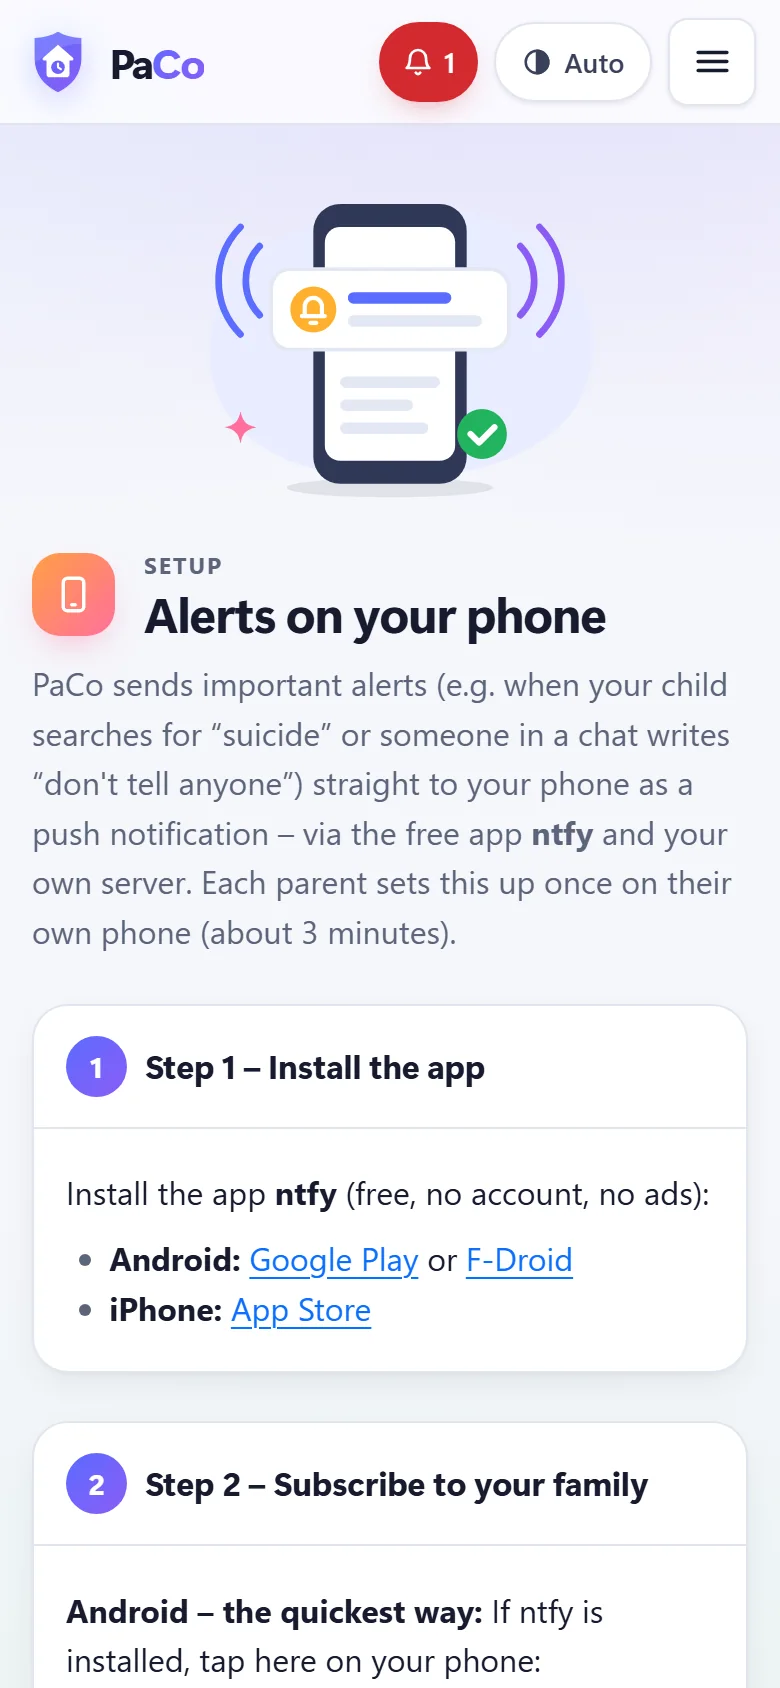 PaCo
1
Auto
SETUP
Alerts on your phone
PaCo sends important alerts (e.g. when your child
searches for “suicide” or someone in a chat writes
“don't tell anyone”) straight to your phone as a
push notification – via the free app ntfy and your
own server. Each parent sets this up once on their
own phone (about 3 minutes).
1
Step 1 – Install the app
Install the app ntfy (free, no account, no ads):
• Android: Google Play or F-Droid
• iPhone: App Store
2
Step 2 – Subscribe to your family
Android – the quickest way: If ntfy is
installed, tap here on your phone: